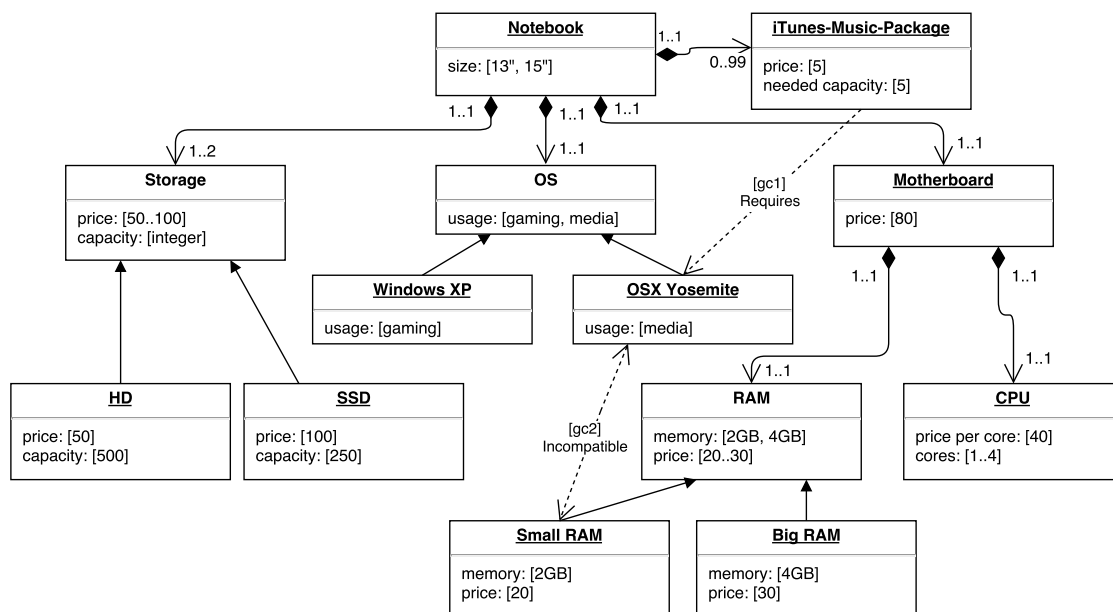 Notebook
size: [13", 15"]
1..1
0..99
iTunes-Music-Package
price: [5]
needed capacity: [5]
1..1
1..1
1..1
1..2
1..1
1..1
Storage
price: [50..100]
capacity: [integer]
OS
usage: [gaming, media]
[gc1]
Requires
Motherboard
price: [80]
1..1
1..1
Windows XP
usage: [gaming]
OSX Yosemite
usage: [media]
1..1
1..1
HD
price: [50]
capacity: [500]
SSD
price: [100]
capacity: [250]
[gc2]
Incompatible
RAM
memory: [2GB, 4GB]
price: [20..30]
CPU
price per core: [40]
cores: [1..4]
Small RAM
memory: [2GB]
price: [20]
Big RAM
memory: [4GB]
price: [30]